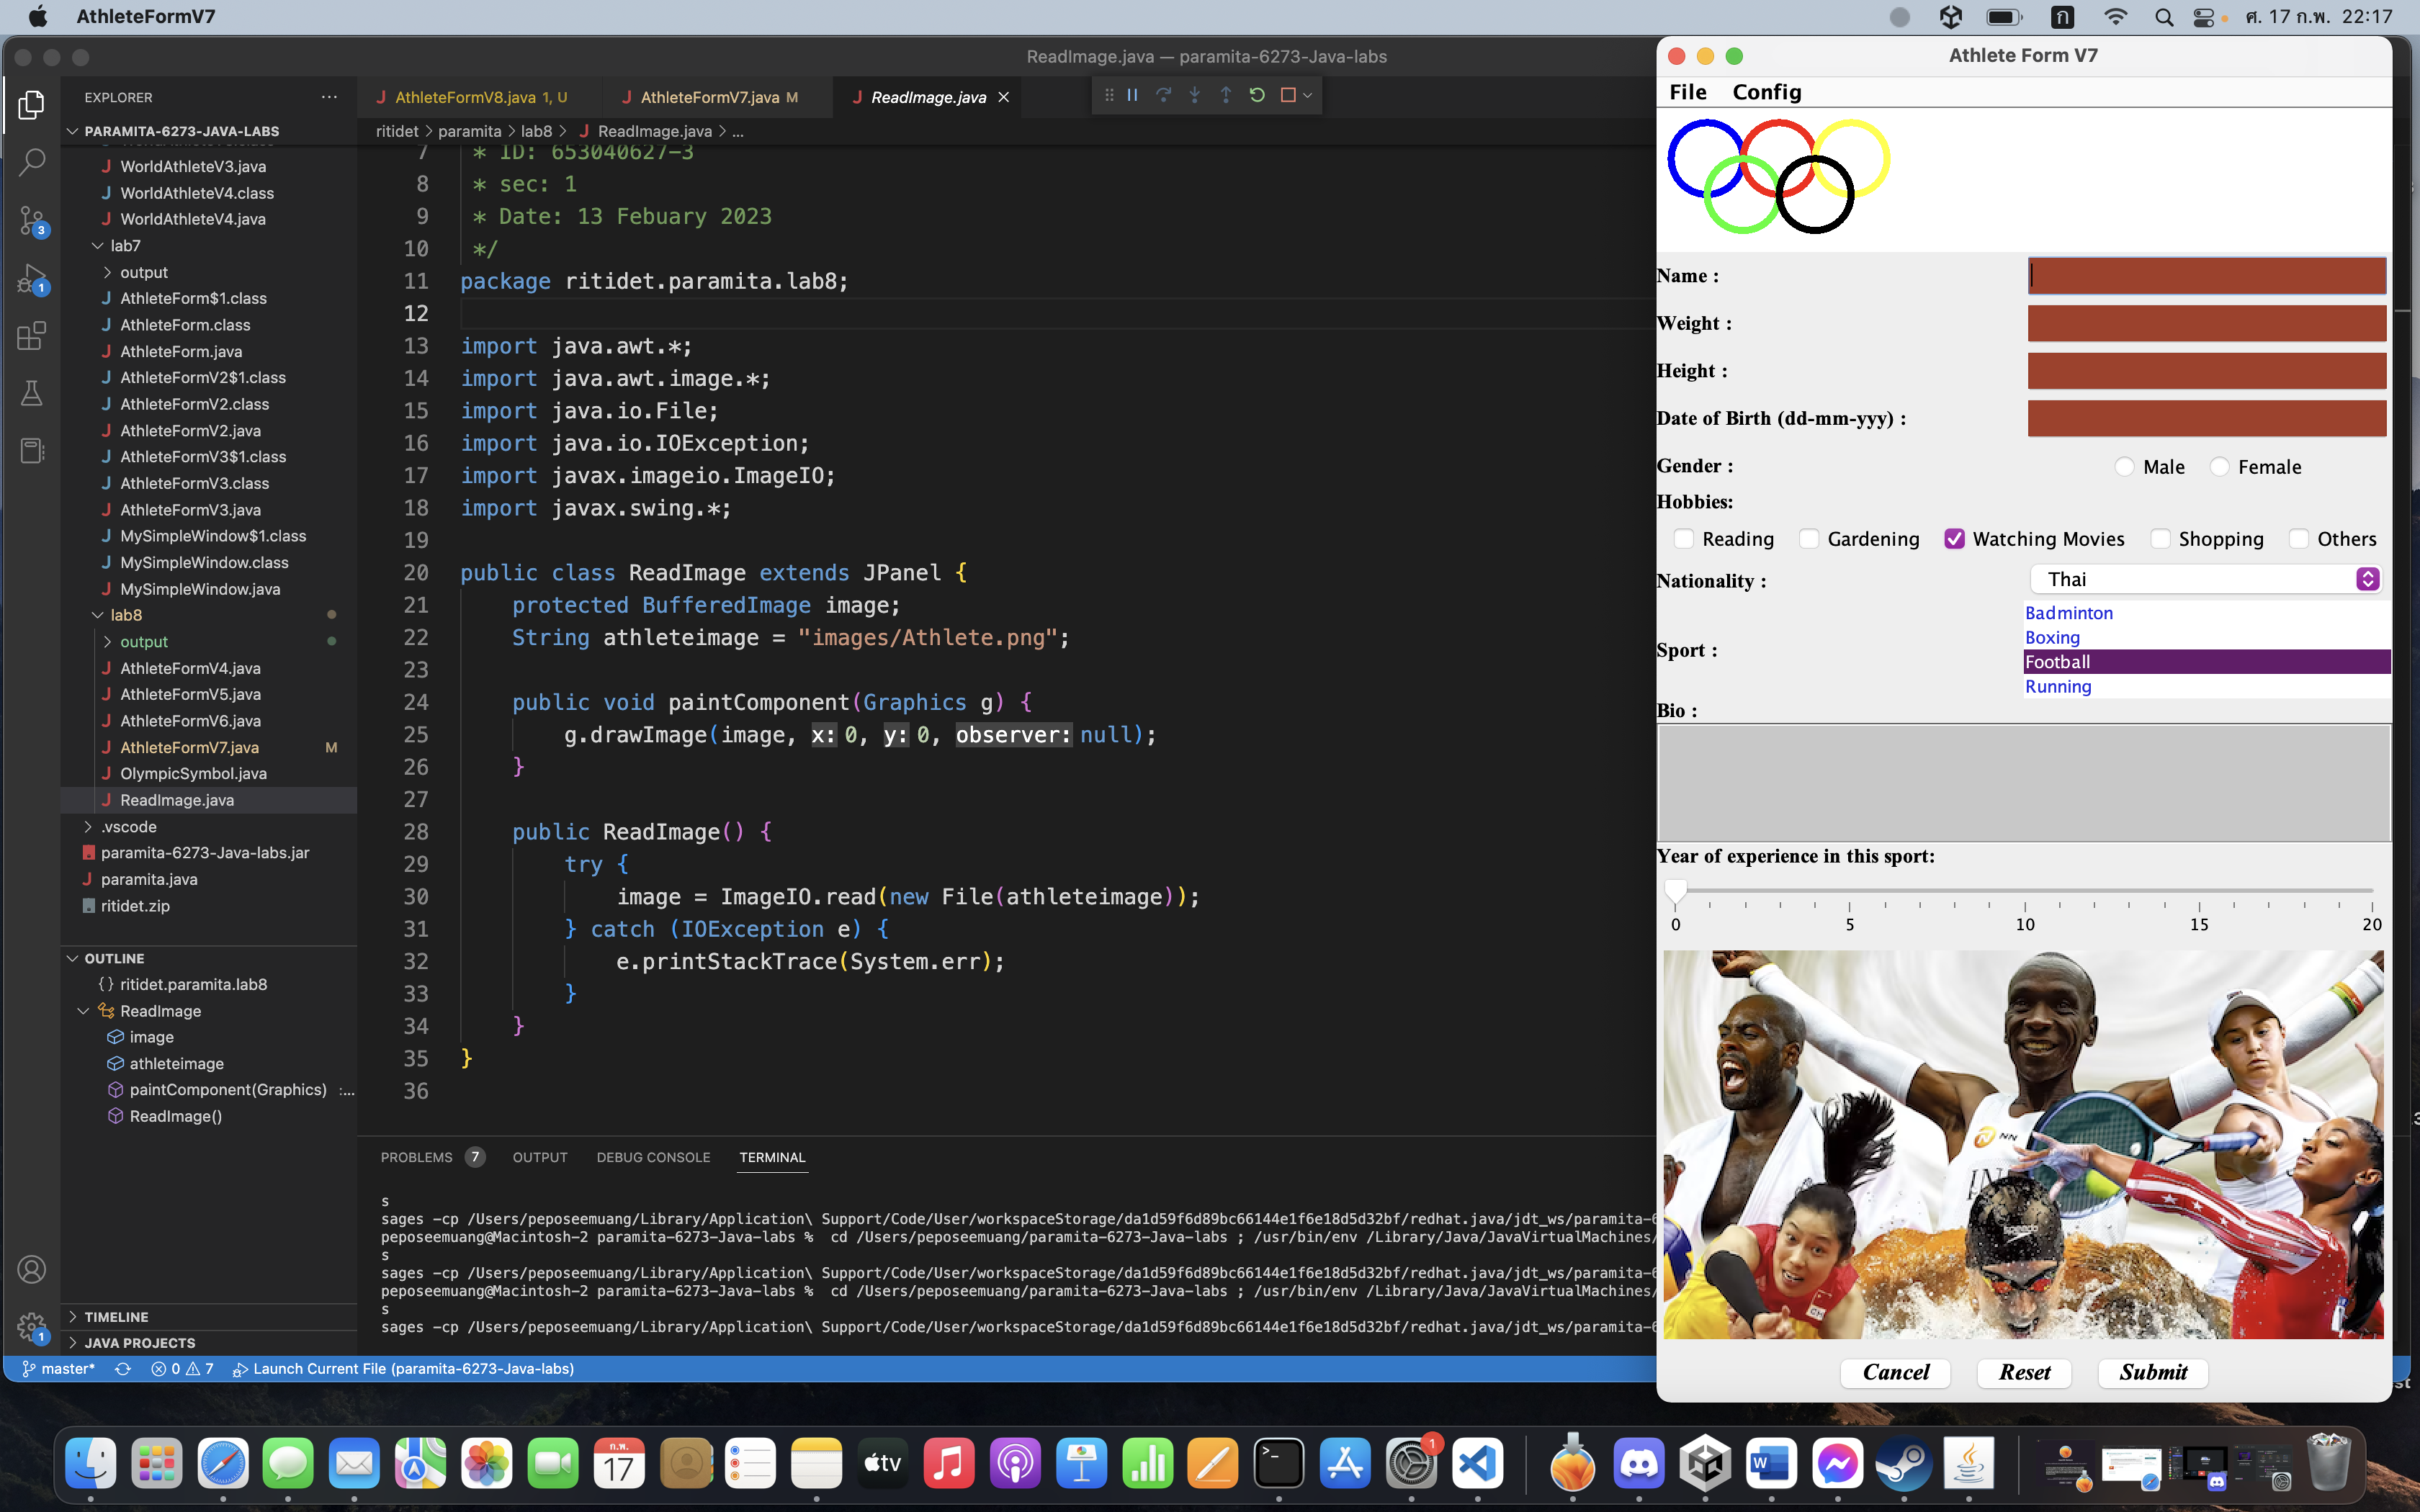 AthleteFormV7
ศ. 17 ก.พ. 22:17
ReadImage.java — paramita-6273-Java-labs
EXPLORER
PARAMITA-6273-JAVA-LABS
WorldAthleteV3.java
WorldAthleteV4.class
WorldAthleteV4.java
lab7
output
AthleteForm$1.class
AthleteForm.class
AthleteForm.java
AthleteFormV2$1.class
AthleteFormV2.class
AthleteFormV2.java
AthleteFormV3$1.class
AthleteFormV3.class
AthleteFormV3.java
MySimpleWindow$1.class
MySimpleWindow.class
MySimpleWindow.java
lab8
output
AthleteFormV4.java
AthleteFormV5.java
AthleteFormV6.java
AthleteFormV7.java M
OlympicSymbol.java
ReadImage.java
.vscode
paramita-6273-Java-labs.jar
paramita.java
ritidet.zip
OUTLINE
{} ritidet.paramita.lab8
ReadImage
image
athleteimage
paintComponent(Graphics) :...
ReadImage()
TIMELINE
JAVA PROJECTS
3
1
1
AthleteFormV8.java 1, U
AthleteFormV7.java M
ReadImage.java
ritidet > paramita > lab8 > ReadImage.java > ...
7 * ID: 653040627-3
8 * sec: 1
9 * Date: 13 Febuary 2023
10 */
11 package ritidet.paramita.lab8;
12
13 import java.awt.*;
14 import java.awt.image.*;
15 import java.io.File;
16 import java.io.IOException;
17 import javax.imageio.ImageIO;
18 import javax.swing.*;
19
20 public class ReadImage extends JPanel {
21 protected BufferedImage image;
22 String athleteimage = "images/Athlete.png";
23
24 public void paintComponent(Graphics g) {
25 g.drawImage(image, x:0, y:0, observer:null);
26 }
27
28 public ReadImage() {
29 try {
30 image = ImageIO.read(new File(athleteimage));
31 } catch (IOException e) {
32 e.printStackTrace(System.err);
33 }
34 }
35 }
36
PROBLEMS 7 OUTPUT DEBUG CONSOLE TERMINAL
s
sages -cp /Users/peposeemuang/Library/Application\ Support/Code/User/workspaceStorage/da1d59f6d89bc66144e1f6e18d5d32bf/redhat.java/jdt_ws/paramita-6
peposeemuang@Macintosh-2 paramita-6273-Java-labs %  cd /Users/peposeemuang/paramita-6273-Java-labs ; /usr/bin/env /Library/Java/JavaVirtualMachines/
s
sages -cp /Users/peposeemuang/Library/Application\ Support/Code/User/workspaceStorage/da1d59f6d89bc66144e1f6e18d5d32bf/redhat.java/jdt_ws/paramita-6
peposeemuang@Macintosh-2 paramita-6273-Java-labs %  cd /Users/peposeemuang/paramita-6273-Java-labs ; /usr/bin/env /Library/Java/JavaVirtualMachines/
s
sages -cp /Users/peposeemuang/Library/Application\ Support/Code/User/workspaceStorage/da1d59f6d89bc66144e1f6e18d5d32bf/redhat.java/jdt_ws/paramita-6
master* 0 7 Launch Current File (paramita-6273-Java-labs)
Athlete Form V7
File Config
Name :
Weight :
Height :
Date of Birth (dd-mm-yyy) :
Gender : Male Female
Hobbies:
Reading Gardening Watching Movies Shopping Others
Nationality : Thai
Badminton
Boxing
Sport :
Football
Running
Bio :
Year of experience in this sport:
0 5 10 15 20
NN
speedo
Cancel Reset Submit
ก.พ.
17
tv
1
W